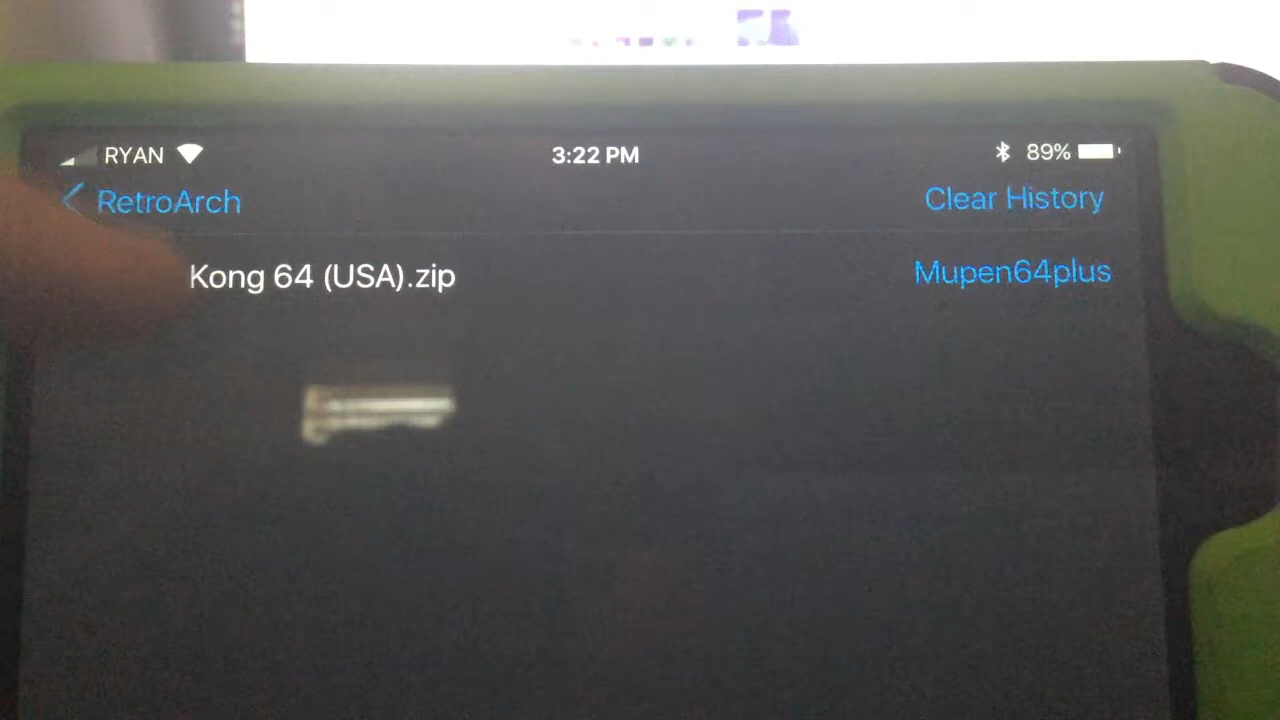 RYAN 3:22 PM 89%
RetroArch Clear History
Kong 64 (USA).zip Mupen64plus